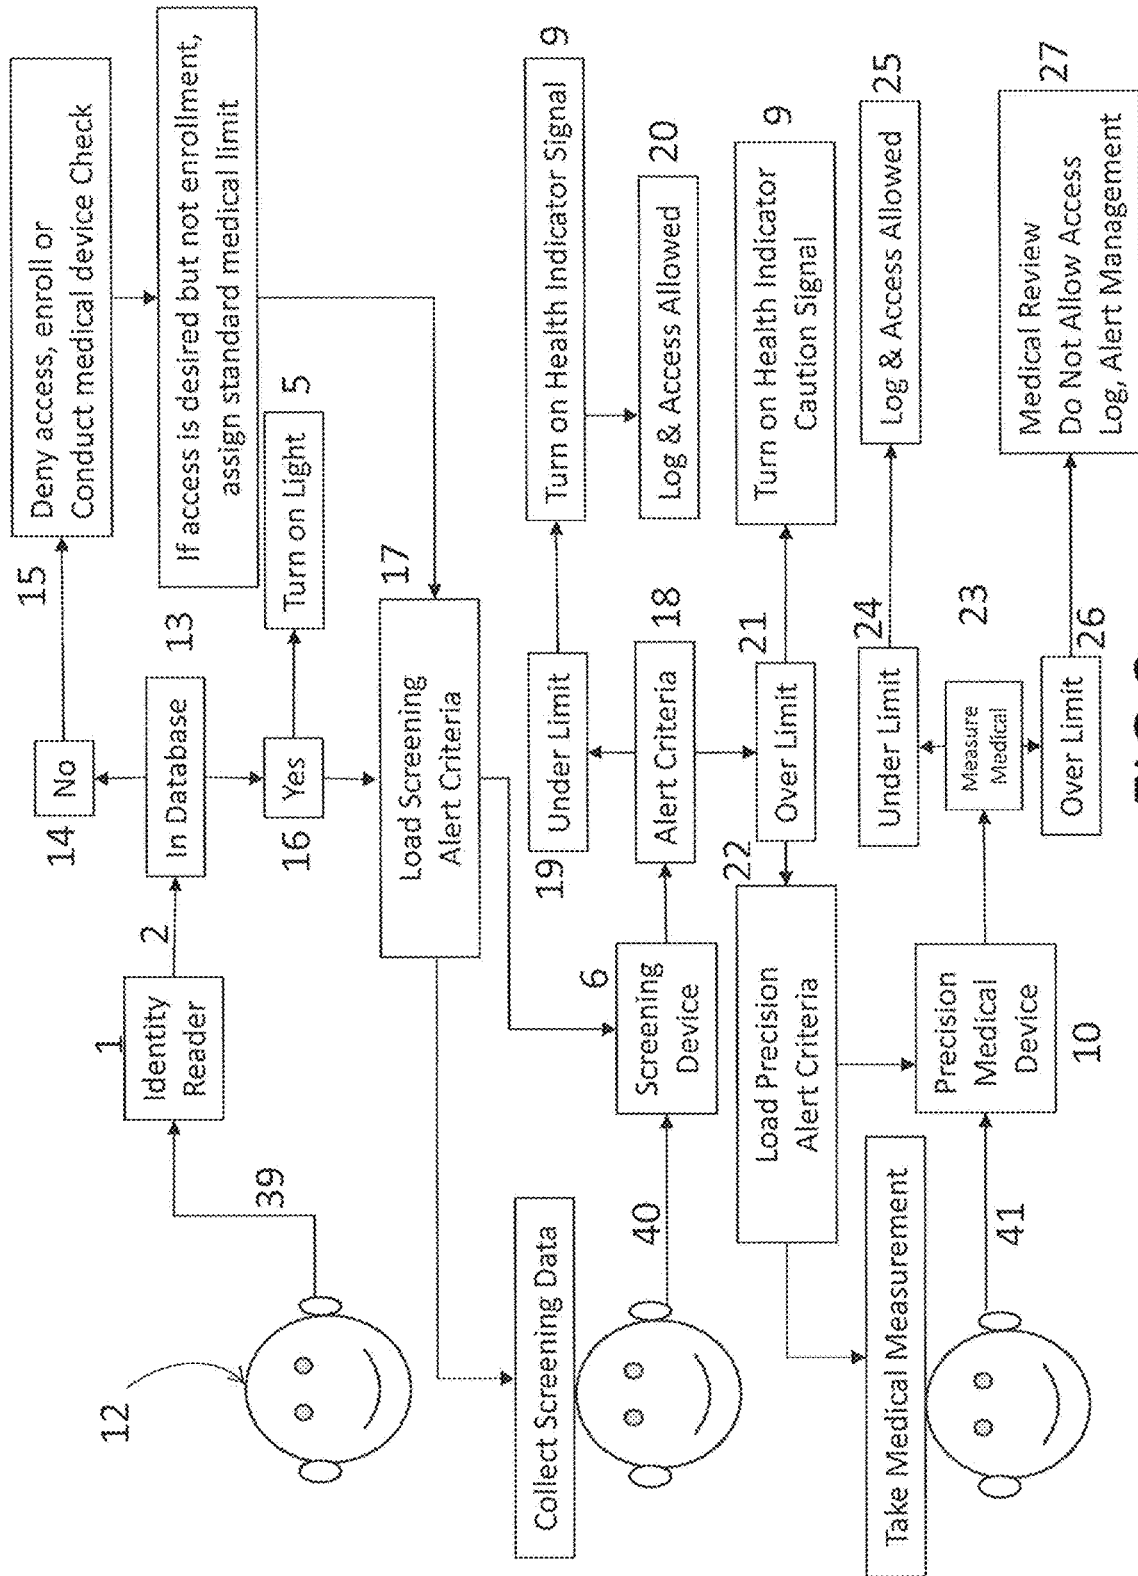 12
39
1
Identity
Reader
2
14
No
15
Deny access, enroll or
Conduct medical device Check
In Database
13
If access is desired but not enrollment,
assign standard medical limit
16
Yes
Turn on Light
5
Load Screening
Alert Criteria
17
Collect Screening Data
40
6
Screening
Device
19
Under Limit
Turn on Health Indicator Signal
9
Alert Criteria
18
Log & Access Allowed
20
22
Over Limit
21
Turn on Health Indicator
Caution Signal
9
Load Precision
Alert Criteria
Take Medical Measurement
41
Precision
Medical
Device
10
Under Limit
24
Log & Access Allowed
25
Measure
Medical
23
Over Limit
26
Medical Review
Do Not Allow Access
Log, Alert Management
27